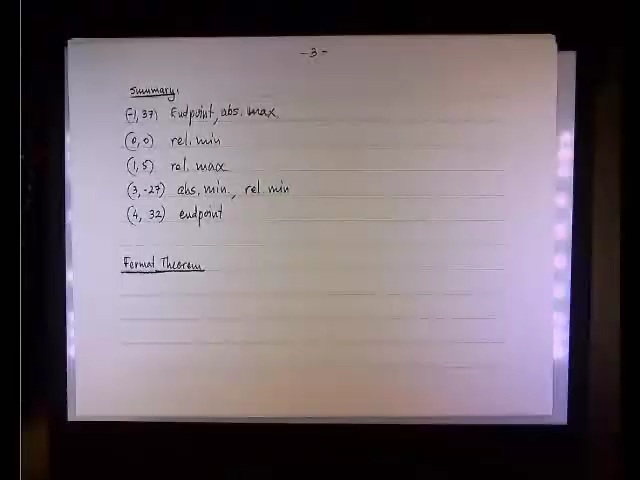 - 3 -
Summary:
(-1, 37) Endpoint, abs. max
(0, 0) rel. min
(1, 5) rel. max
(3, -27) abs. min, rel. min
(4, 32) endpoint
Fermat Theorem